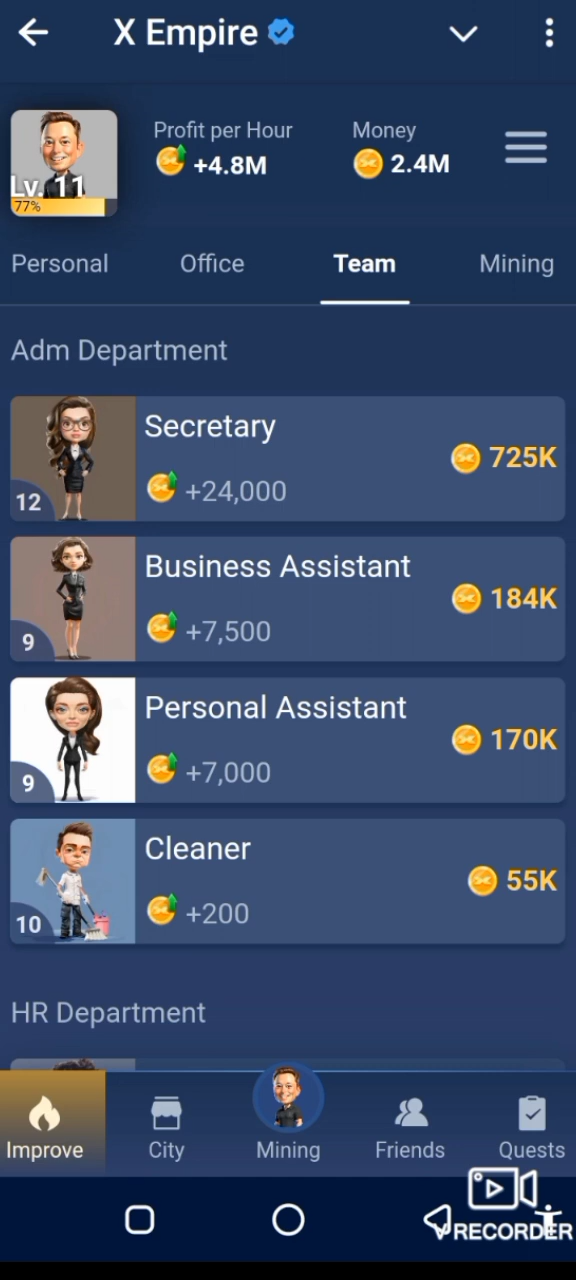 X Empire
Profit per Hour
Money
+4.8M
2.4M
Lv. 11
77%
Personal
Office
Team
Mining
Adm Department
Secretary
725K
+24,000
12
Business Assistant
184K
+7,500
9
Personal Assistant
170K
+7,000
9
Cleaner
55K
+200
10
HR Department
Improve
City
Mining
Friends
Quests
VRECORDER